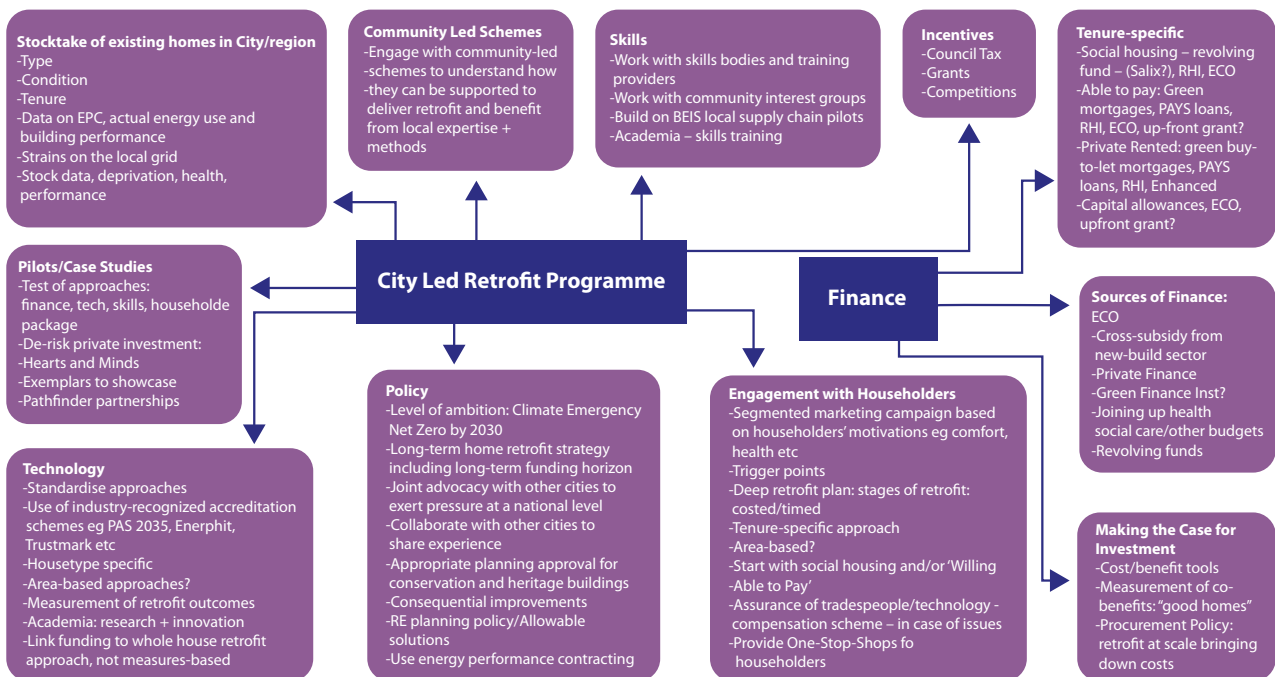 Stocktake of existing homes in City/region
-Type
-Condition
-Tenure
-Data on EPC, actual energy use and
building performance
-Strains on the local grid
-Stock data, deprivation, health,
performance
Community Led Schemes
-Engage with community-led
-schemes to understand how
-they can be supported to
deliver retrofit and benefit
from local expertise +
methods
Skills
-Work with skills bodies and training
providers
-Work with community interest groups
-Build on BEIS local supply chain pilots
-Academia – skills training
Incentives
-Council Tax
-Grants
-Competitions
Tenure-specific
-Social housing – revolving
fund – (Salix?), RHI, ECO
-Able to pay: Green
mortgages, PAYS loans,
RHI, ECO, up-front grant?
-Private Rented: green buy-
to-let mortgages, PAYS
loans, RHI, Enhanced
-Capital allowances, ECO,
upfront grant?
City Led Retrofit Programme
Finance
Pilots/Case Studies
-Test of approaches:
finance, tech, skills, householde
package
-De-risk private investment:
-Hearts and Minds
-Exemplars to showcase
-Pathfinder partnerships
Sources of Finance:
ECO
-Cross-subsidy from
new-build sector
-Private Finance
-Green Finance Inst?
-Joining up health
social care/other budgets
-Revolving funds
Technology
-Standardise approaches
-Use of industry-recognized accreditation
schemes eg PAS 2035, Enerphit,
Trustmark etc
-Housetype specific
-Area-based approaches?
-Measurement of retrofit outcomes
-Academia: research + innovation
-Link funding to whole house retrofit
approach, not measures-based
Policy
-Level of ambition: Climate Emergency
Net Zero by 2030
-Long-term home retrofit strategy
including long-term funding horizon
-Joint advocacy with other cities to
exert pressure at a national level
-Collaborate with other cities to
share experience
-Appropriate planning approval for
conservation and heritage buildings
-Consequential improvements
-RE planning policy/Allowable
solutions
-Use energy performance contracting
Engagement with Householders
-Segmented marketing campaign based
on householders' motivations eg comfort,
health etc
-Trigger points
-Deep retrofit plan: stages of retrofit:
costed/timed
-Tenure-specific approach
-Area-based?
-Start with social housing and/or 'Willing
-Able to Pay'
-Assurance of tradespeople/technology -
compensation scheme – in case of issues
-Provide One-Stop-Shops fo
householders
Making the Case for
Investment
-Cost/benefit tools
-Measurement of co-
benefits: "good homes"
-Procurement Policy:
retrofit at scale bringing
down costs